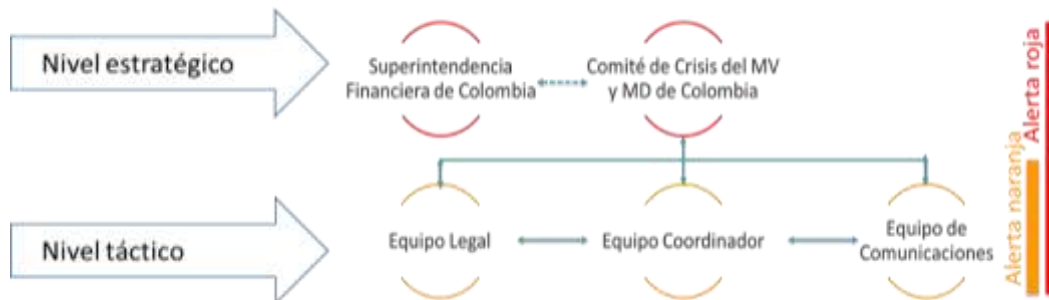 Nivel estratégico
Superintendencia
Financiera de Colombia
Comité de Crisis del MV
y MD de Colombia
Nivel táctico
Equipo Legal
Equipo Coordinador
Equipo de
Comunicaciones
Alerta naranja
Alerta roja